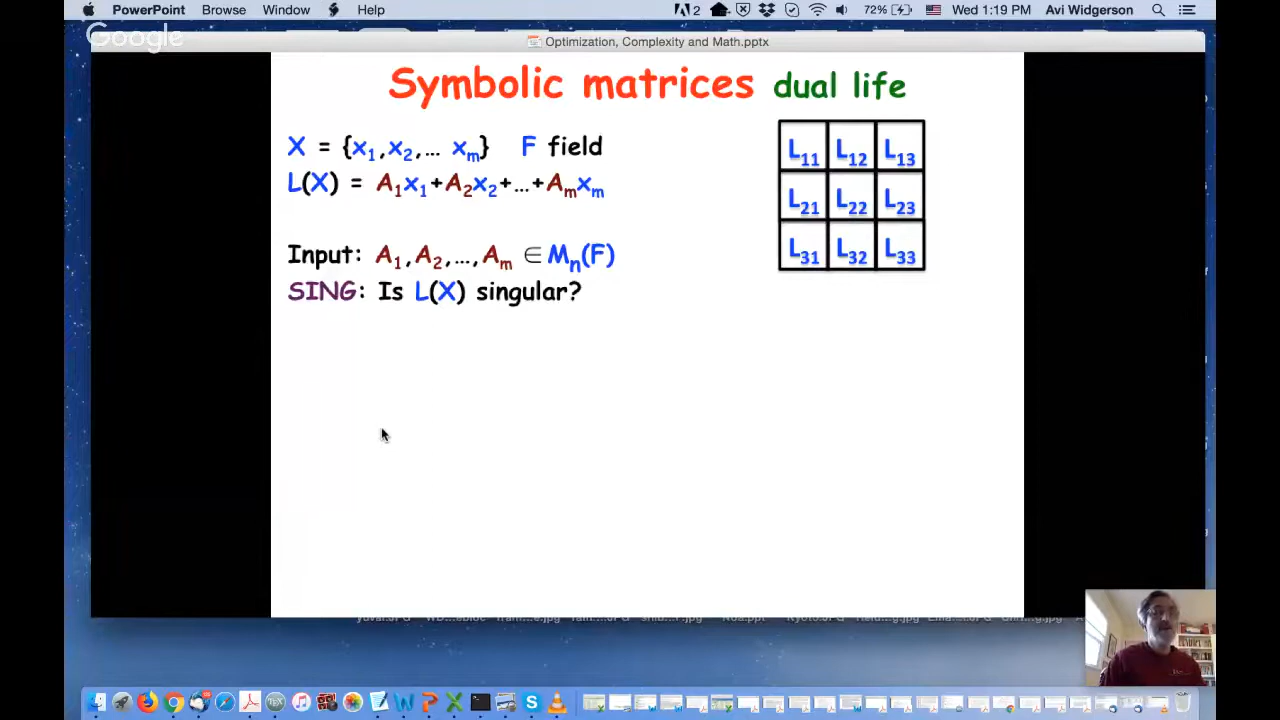 PowerPoint Browse Window Help 2 72% Wed 1:19 PM Avi Widgerson
Google
Optimization, Complexity and Math.pptx
Symbolic matrices dual life
X = {x1,x2,… xm} F field
L(X) = A1x1+A2x2+…+Amxm
Input: A1,A2,…,Am ∈ Mn(F)
SING: Is L(X) singular?
L11 L12 L13
L21 L22 L23
L31 L32 L33